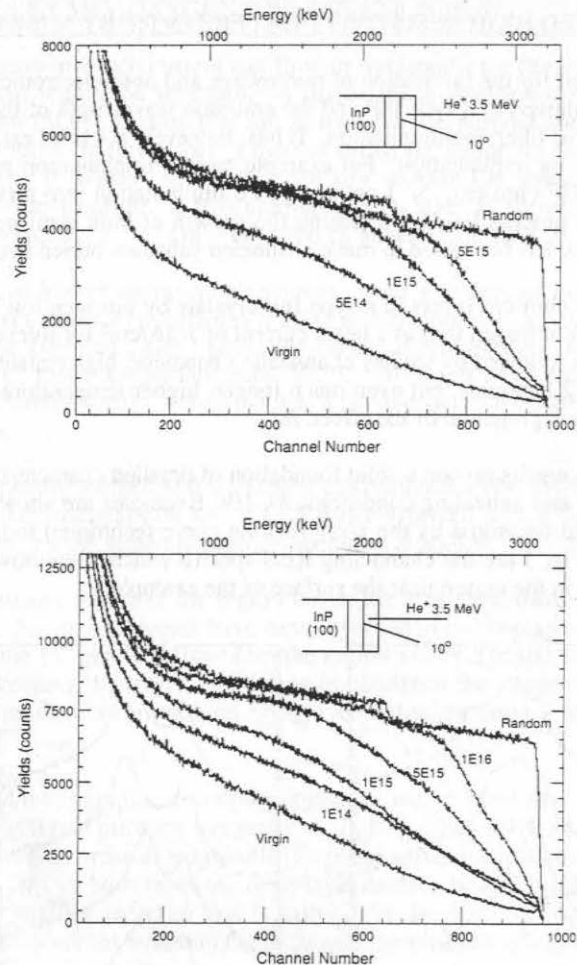 Energy (keV)
1000 2000 3000
8000
InP
(100)
He+ 3.5 MeV
10°
6000
Random
4000
5E15
1E15
5E14
2000
Virgin
0
0 200 400 600 800 1000
Channel Number
Yields (counts)
Energy (keV)
1000 2000 3000
12500
InP
(100)
He+ 3.5 MeV
10°
10000
7500
Random
1E16
5E15
1E15
1E14
5000
Virgin
2500
0
200 400 600 800 1000
Channel Number
Yields (counts)